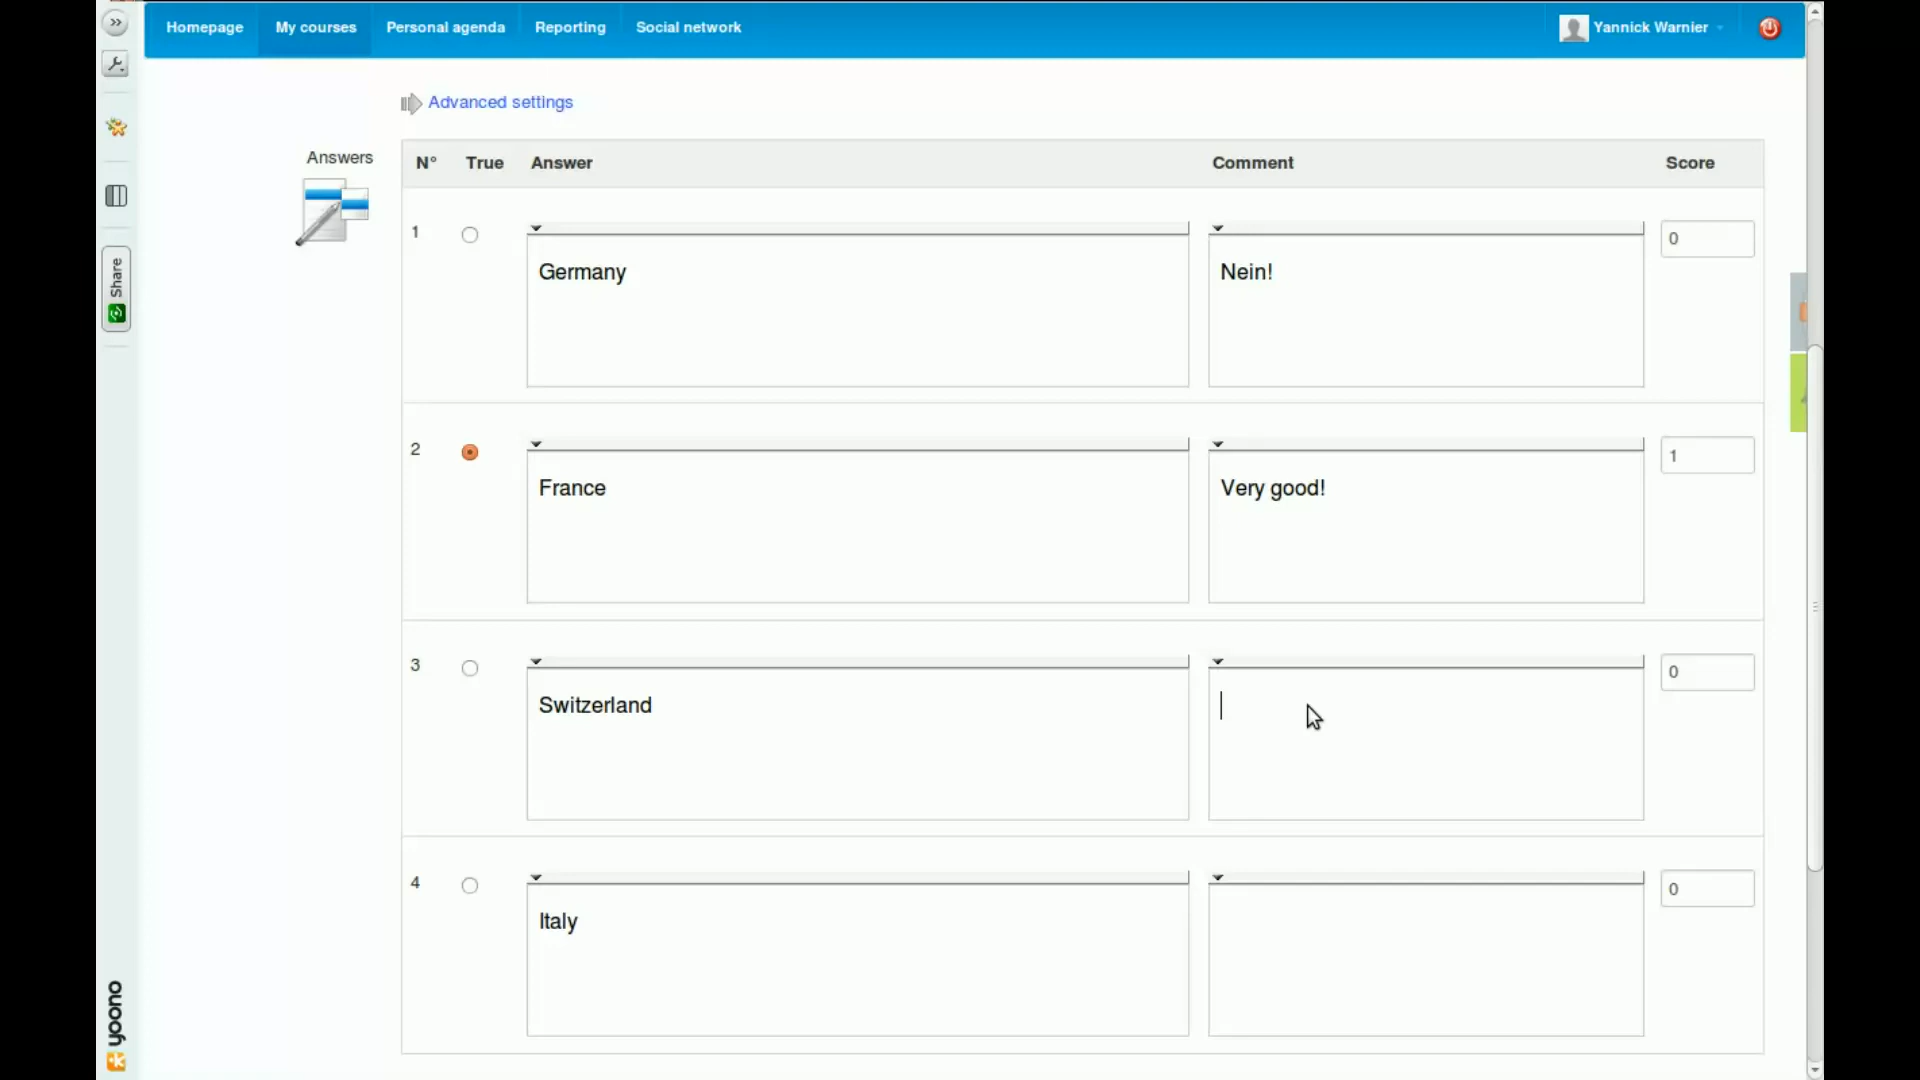 Homepage My courses Personal agenda Reporting Social network Yannick Warnier
Advanced settings
Answers
N° True Answer Comment Score
1 Germany Nein! 0
2 France Very good! 1
3 Switzerland 0
4 Italy 0
Share
yoono